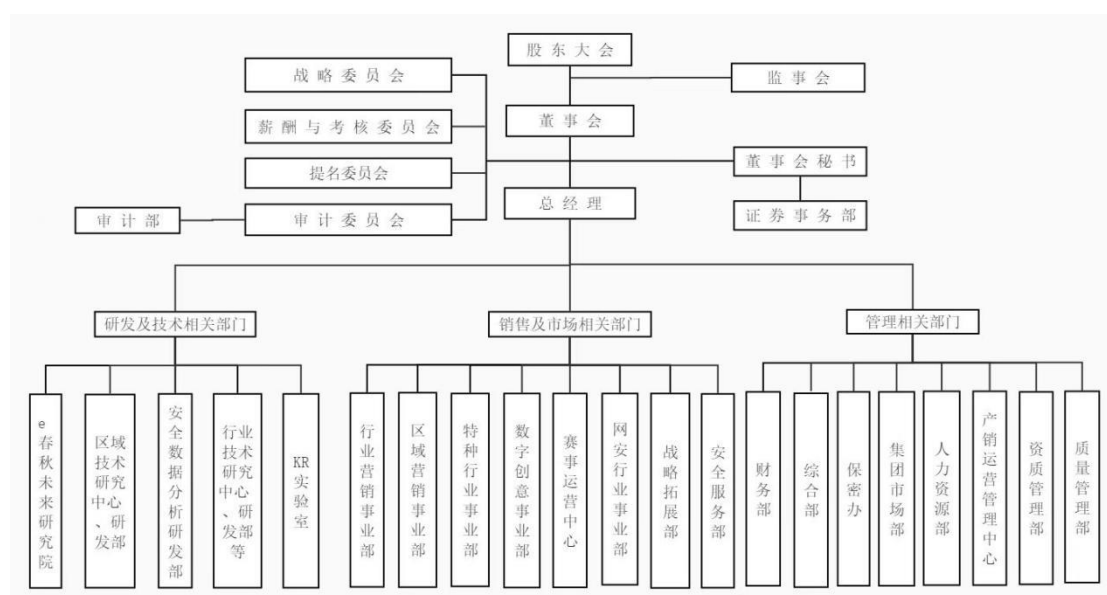 股东大会
战略委员会
监事会
薪酬与考核委员会
董事会
提名委员会
董事会秘书
审计部
审计委员会
总经理
证券事务部
研发及技术相关部门
销售及市场相关部门
管理相关部门
e春秋未来研究院
区域
技术
研究
中心
、研
发部
安全数据分析研发部
行业
技术
研究
中心
、研
发部
等
KR
实
验
室
行业营销事业部
区域营销事业部
特种行业事业部
数字创意事业部
赛事运营中心
网安行业事业部
战略拓展部
安全服务部
财务部
综合部
保密办
集团市场部
人力资源部
产销运营管理中心
资质管理部
质量管理部